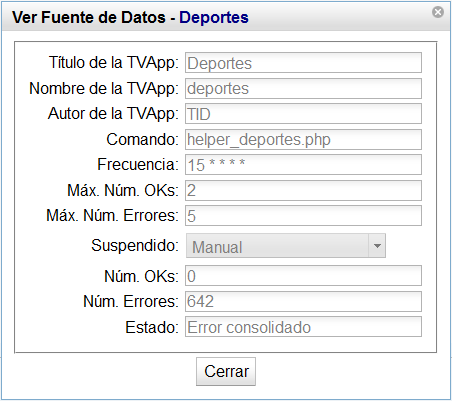 Ver Fuente de Datos - Deportes
Título de la TVApp: Deportes
Nombre de la TVApp: deportes
Autor de la TVApp: TID
Comando: helper_deportes.php
Frecuencia: 15 * * * *
Máx. Núm. OKs: 2
Máx. Núm. Errores: 5
Suspendido: Manual
Núm. OKs: 0
Núm. Errores: 642
Estado: Error consolidado
Cerrar